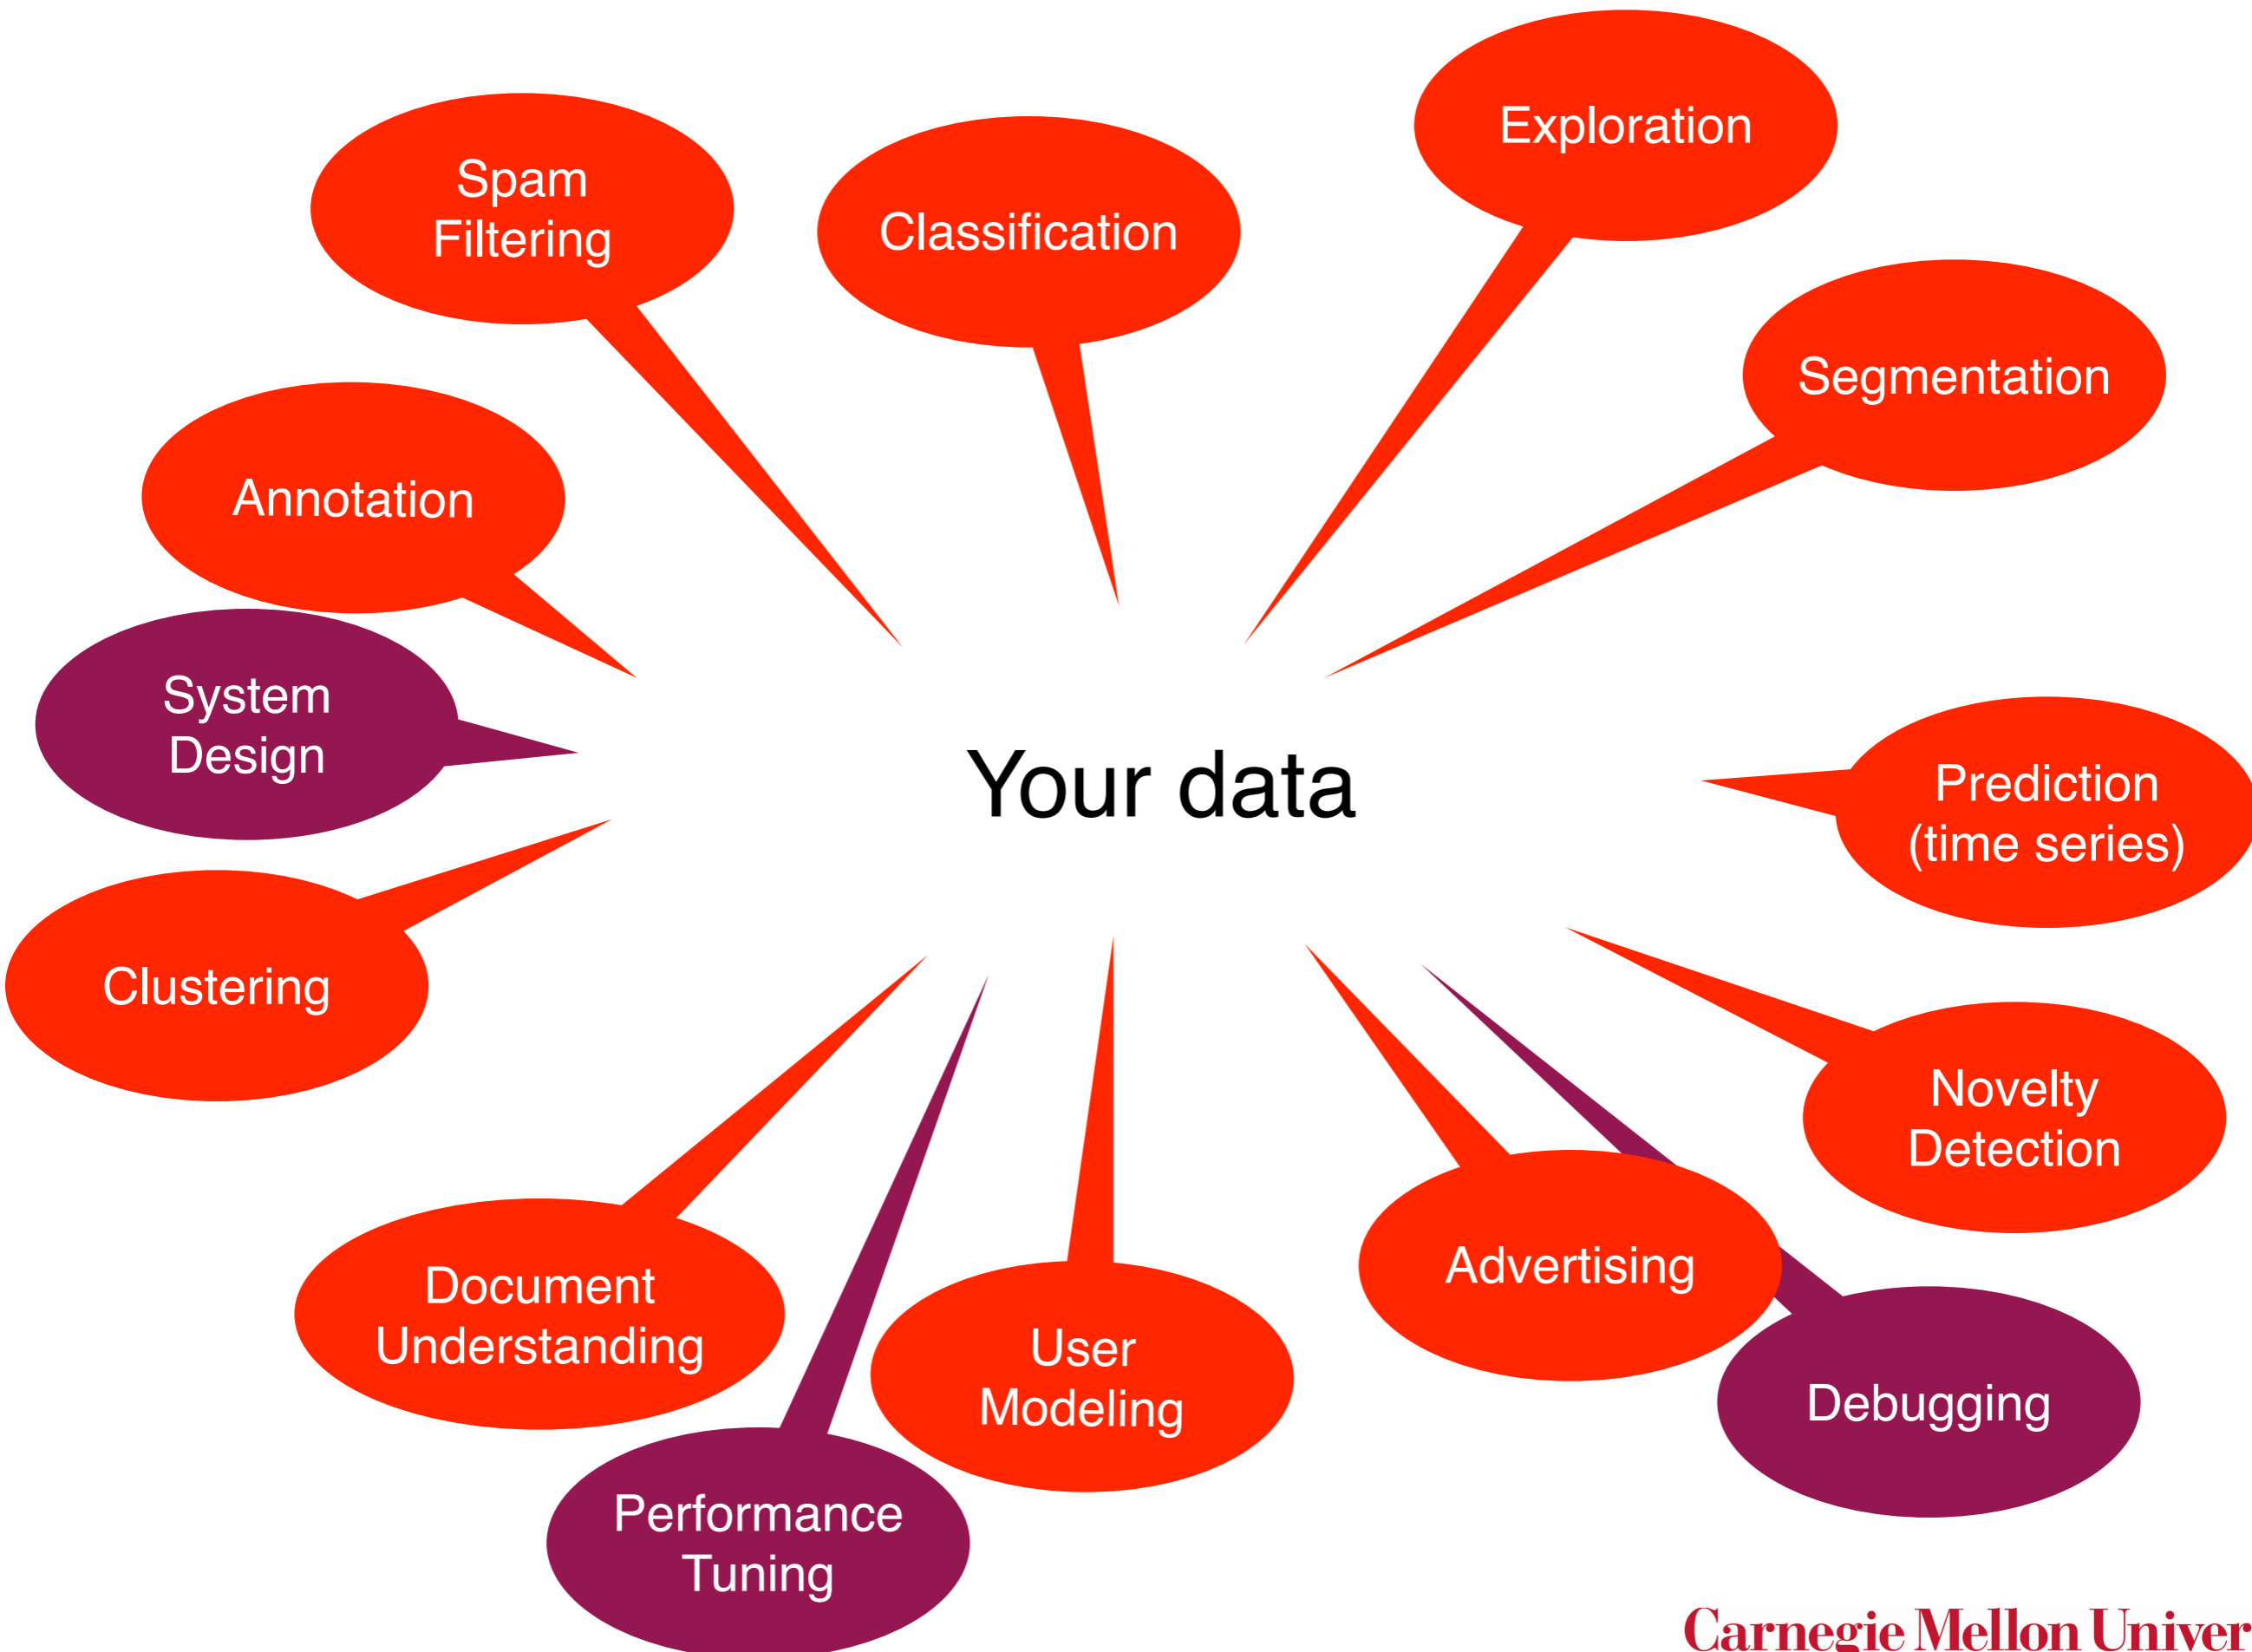 Exploration
Spam
Filtering
Classification
Segmentation
Annotation
System
Design
Your data
Prediction
(time series)
Clustering
Novelty
Detection
Document
Understanding
User
Modeling
Advertising
Debugging
Performance
Tuning
Carnegie Mellon Univer